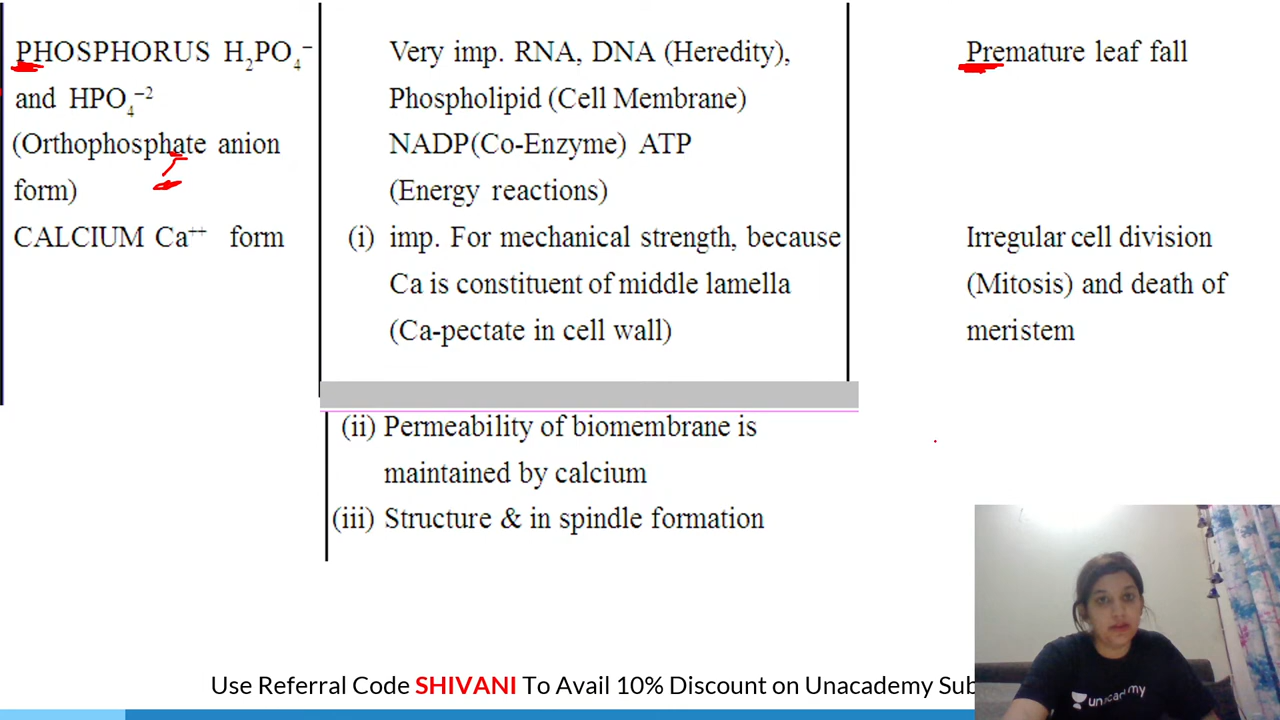 PHOSPHORUS H₂PO₄⁻
and HPO₄⁻²
(Orthophosphate anion
form)
Very imp. RNA, DNA (Heredity),
Phospholipid (Cell Membrane)
NADP(Co-Enzyme) ATP
(Energy reactions)
Premature leaf fall
CALCIUM Ca⁺⁺ form
(i) imp. For mechanical strength, because
Ca is constituent of middle lamella
(Ca-pectate in cell wall)
Irregular cell division
(Mitosis) and death of
meristem
(ii) Permeability of biomembrane is
maintained by calcium
(iii) Structure & in spindle formation
Use Referral Code SHIVANI To Avail 10% Discount on Unacademy Sub
unacademy